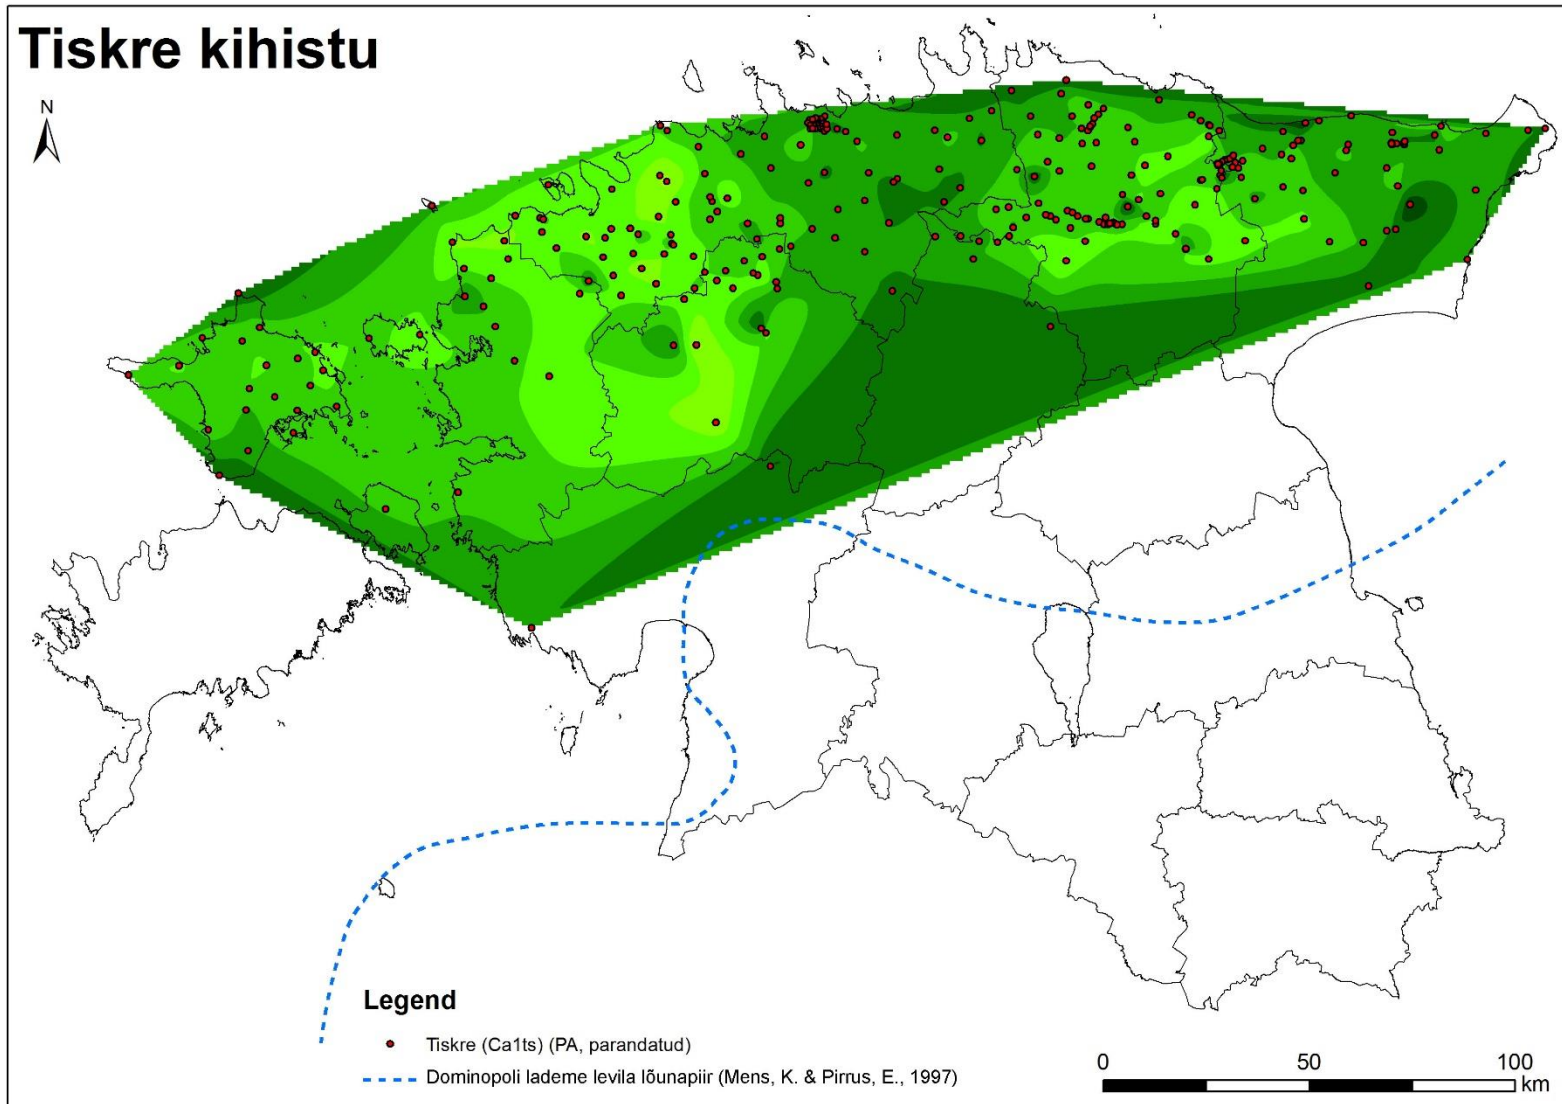 Tiskre kihistu
N
Legend
Tiskre (Ca1ts) (PA, parandatud)
Dominopoli lademe levila lõunapiir (Mens, K. & Pirrus, E., 1997)
0 50 100
km